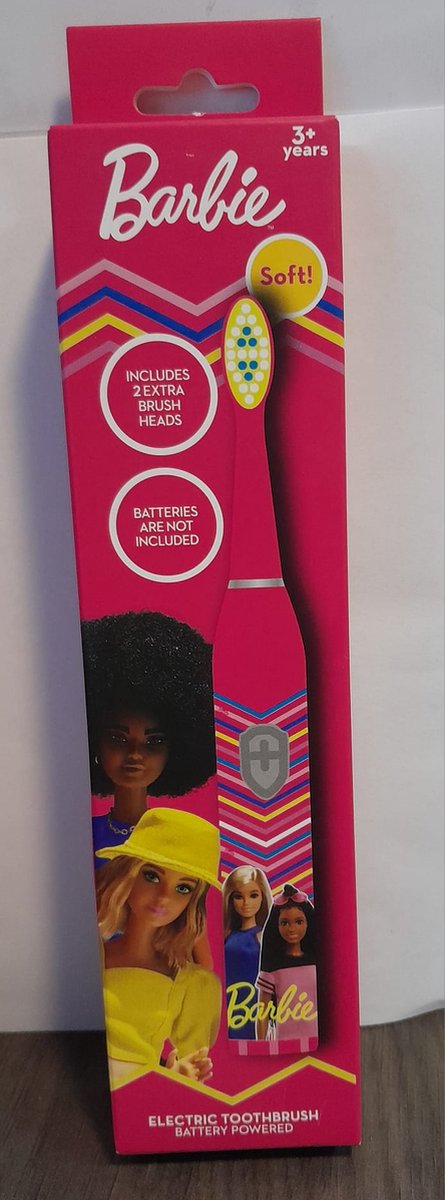 3+
years
Barbie
Soft!
INCLUDES
2 EXTRA
BRUSH
HEADS
BATTERIES
ARE NOT
INCLUDED
Barbie
ELECTRIC TOOTHBRUSH
BATTERY POWERED